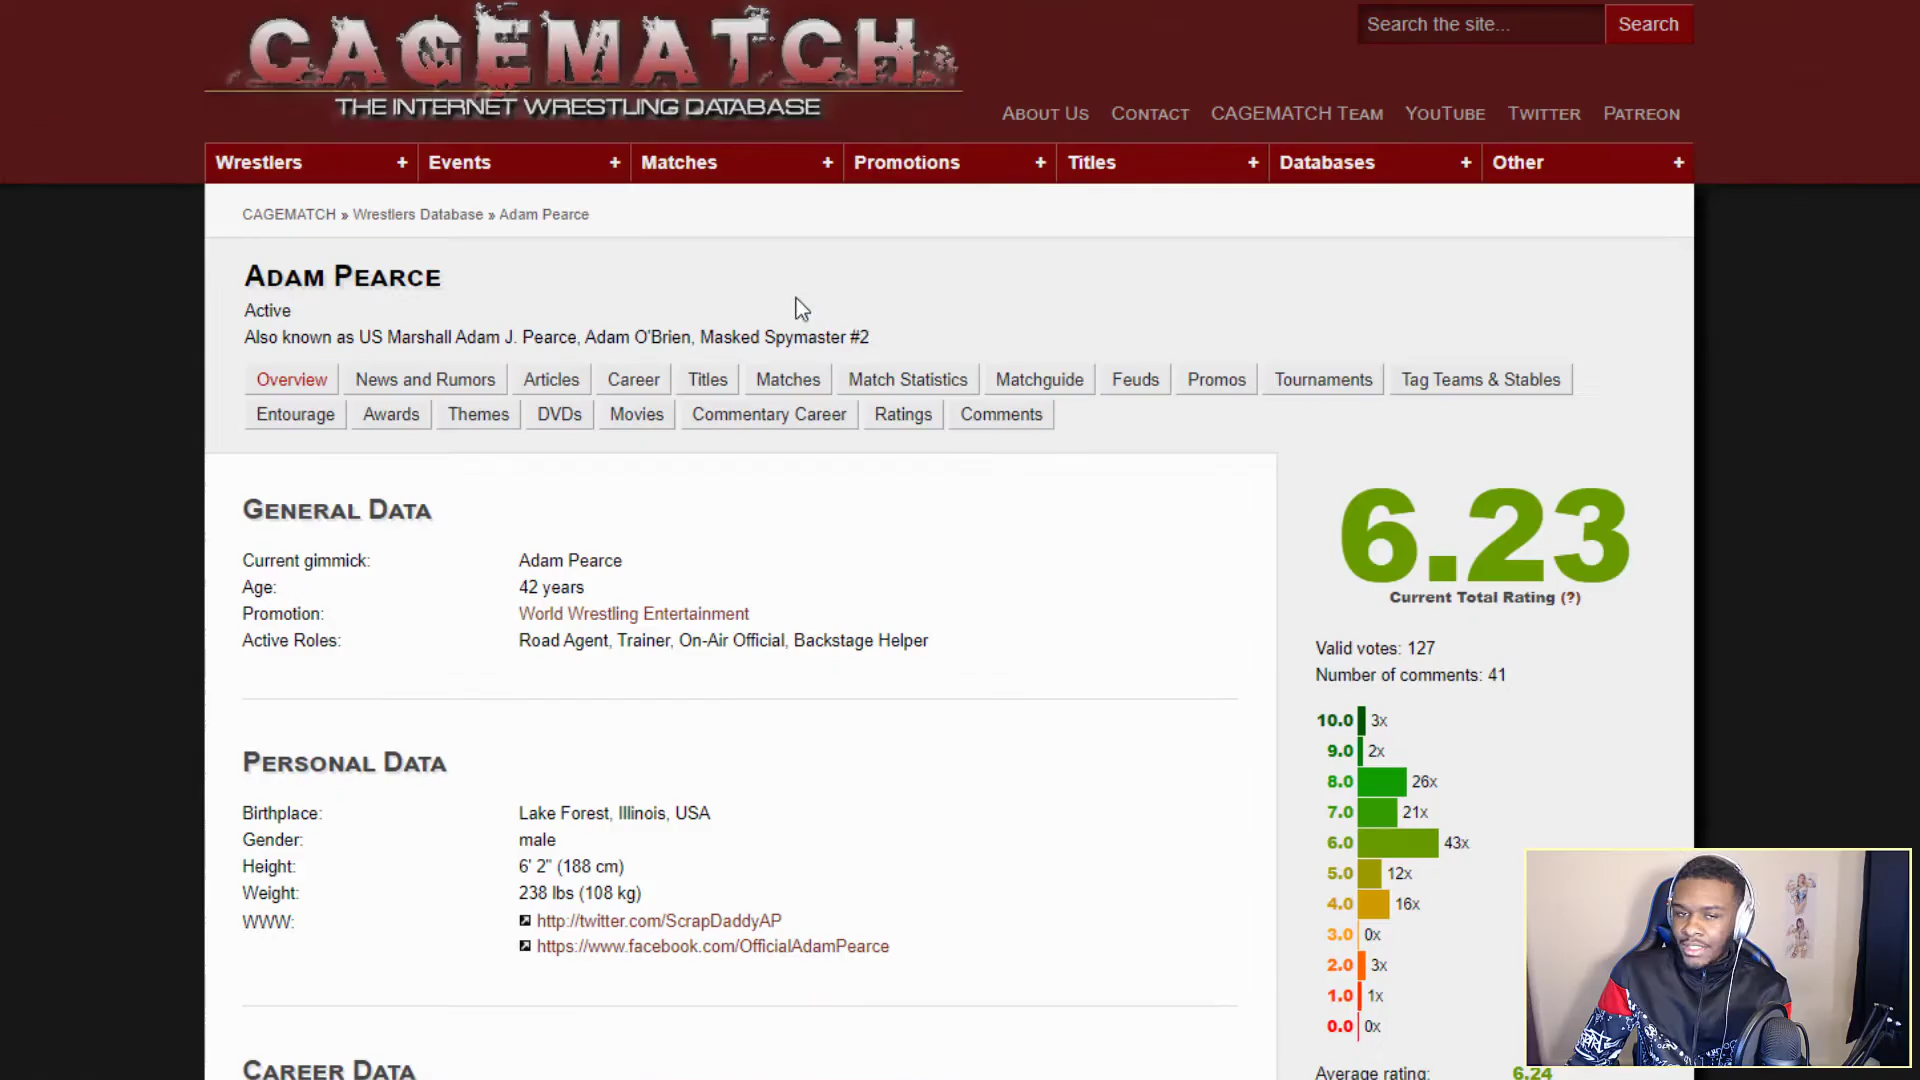 CAGEMATCH
THE INTERNET WRESTLING DATABASE
Search the site... Search
About Us Contact CAGEMATCH Team YouTube Twitter Patreon
Wrestlers + Events + Matches + Promotions + Titles + Databases + Other +
CAGEMATCH » Wrestlers Database » Adam Pearce
Adam Pearce
Active
Also known as US Marshall Adam J. Pearce, Adam O'Brien, Masked Spymaster #2
Overview News and Rumors Articles Career Titles Matches Match Statistics Matchguide Feuds Promos Tournaments Tag Teams & Stables
Entourage Awards Themes DVDs Movies Commentary Career Ratings Comments
General Data
Current gimmick: Adam Pearce
Age: 42 years
Promotion: World Wrestling Entertainment
Active Roles: Road Agent, Trainer, On-Air Official, Backstage Helper
Personal Data
Birthplace: Lake Forest, Illinois, USA
Gender: male
Height: 6' 2" (188 cm)
Weight: 238 lbs (108 kg)
WWW: http://twitter.com/ScrapDaddyAP
https://www.facebook.com/OfficialAdamPearce
Career Data
6.23
Current Total Rating (?)
Valid votes: 127
Number of comments: 41
10.0 3x
9.0 2x
8.0 26x
7.0 21x
6.0 43x
5.0 12x
4.0 16x
3.0 0x
2.0 3x
1.0 1x
0.0 0x
Average rating: 6.24